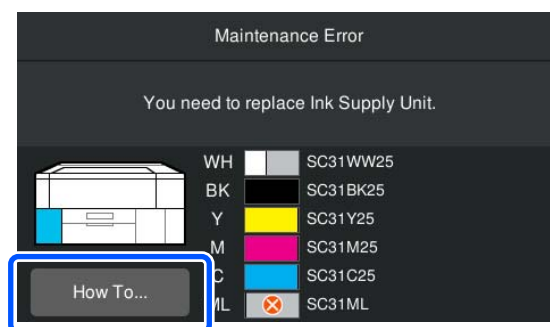 Maintenance Error
You need to replace Ink Supply Unit.
WH SC31WW25
BK SC31BK25
Y SC31Y25
M SC31M25
C SC31C25
ML SC31ML
How To...